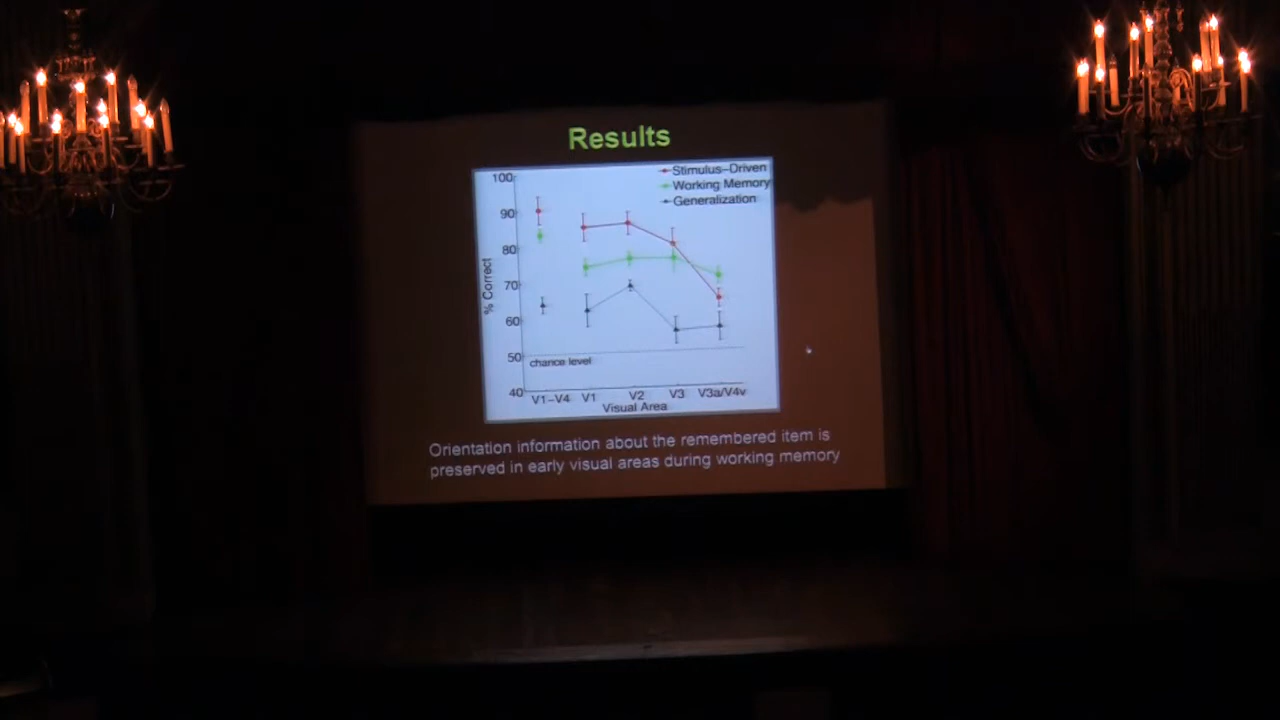 Results
Stimulus-Driven
Working Memory
Generalization
100
90
80
70
60
50
40
% Correct
chance level
V1-V4 V1 V2 V3 V3a/V4v
Visual Area
Orientation information about the remembered item is
preserved in early visual areas during working memory